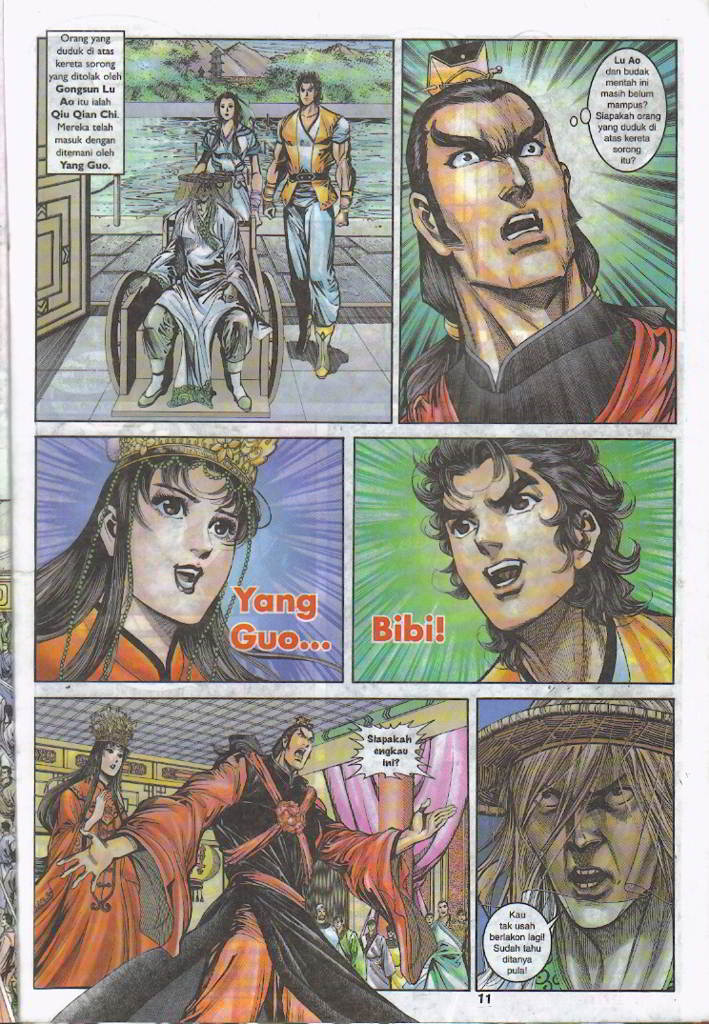 Orang yang
duduk di atas
kereta sorong
yang ditolak oleh
Gongsun Lu
Ao itu ialah
Qiu Qian Chi.
Mereka telah
masuk dengan
ditemani oleh
Yang Guo.
Lu Ao
dan budak
mentah ini
masih belum
mampus?
Siapakah orang
yang duduk di
kereta
sorong
itu?
Yang
Guo...
Bibi!
Siapakah
engkau
ini?
Kau
tak usah
berlakon lagi!
Sudah tahu
ditanya
pula!
11